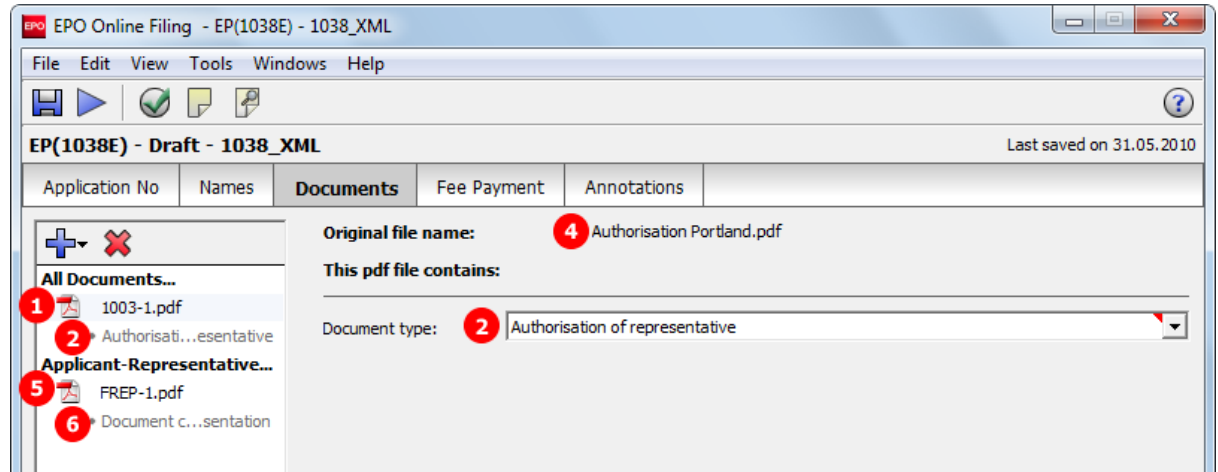 EPO EPO Online Filing - EP(1038E) - 1038_XML
File Edit View Tools Windows Help
EP(1038E) - Draft - 1038_XML Last saved on 31.05.2010
Application No Names Documents Fee Payment Annotations
Original file name: 4 Authorisation Portland.pdf
This pdf file contains:
All Documents...
1 1003-1.pdf
2 Authorisati...esentative
Document type: 2 Authorisation of representative
Applicant-Representative...
5 FREP-1.pdf
6 Document c...sentation